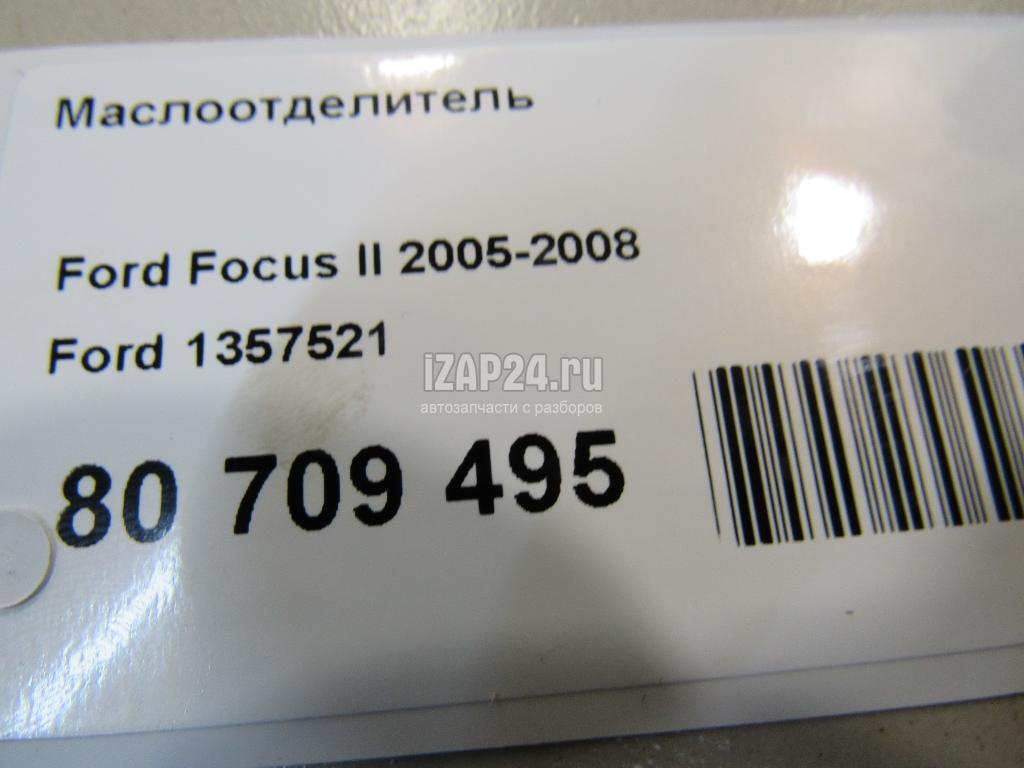 Маслоотделитель
Ford Focus II 2005-2008
Ford 1357521
iZAP24.ru
автозапчасти с разборов
80 709 495